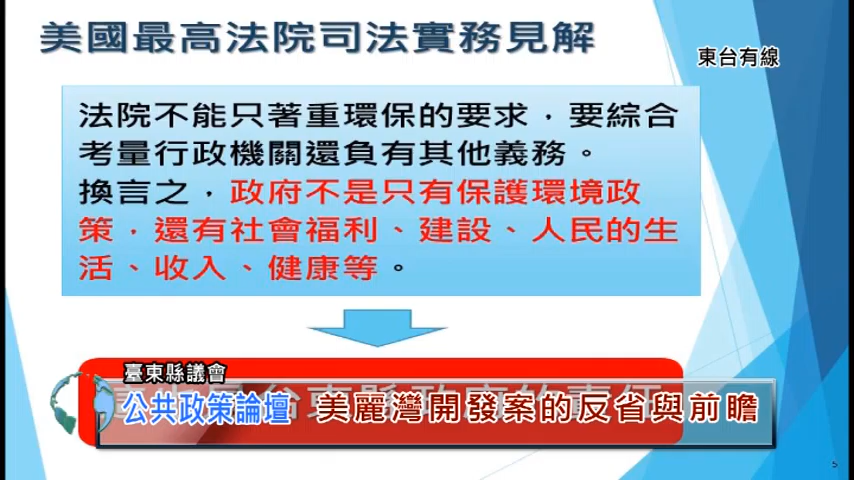 美國最高法院司法實務見解
東台有線
法院不能只著重環保的要求，要綜合
考量行政機關還負有其他義務。
換言之，政府不是只有保護環境政
策，還有社會福利、建設、人民的生
活、收入、健康等。
臺東縣議會
公共政策論壇 美麗灣開發案的反省與前瞻
5